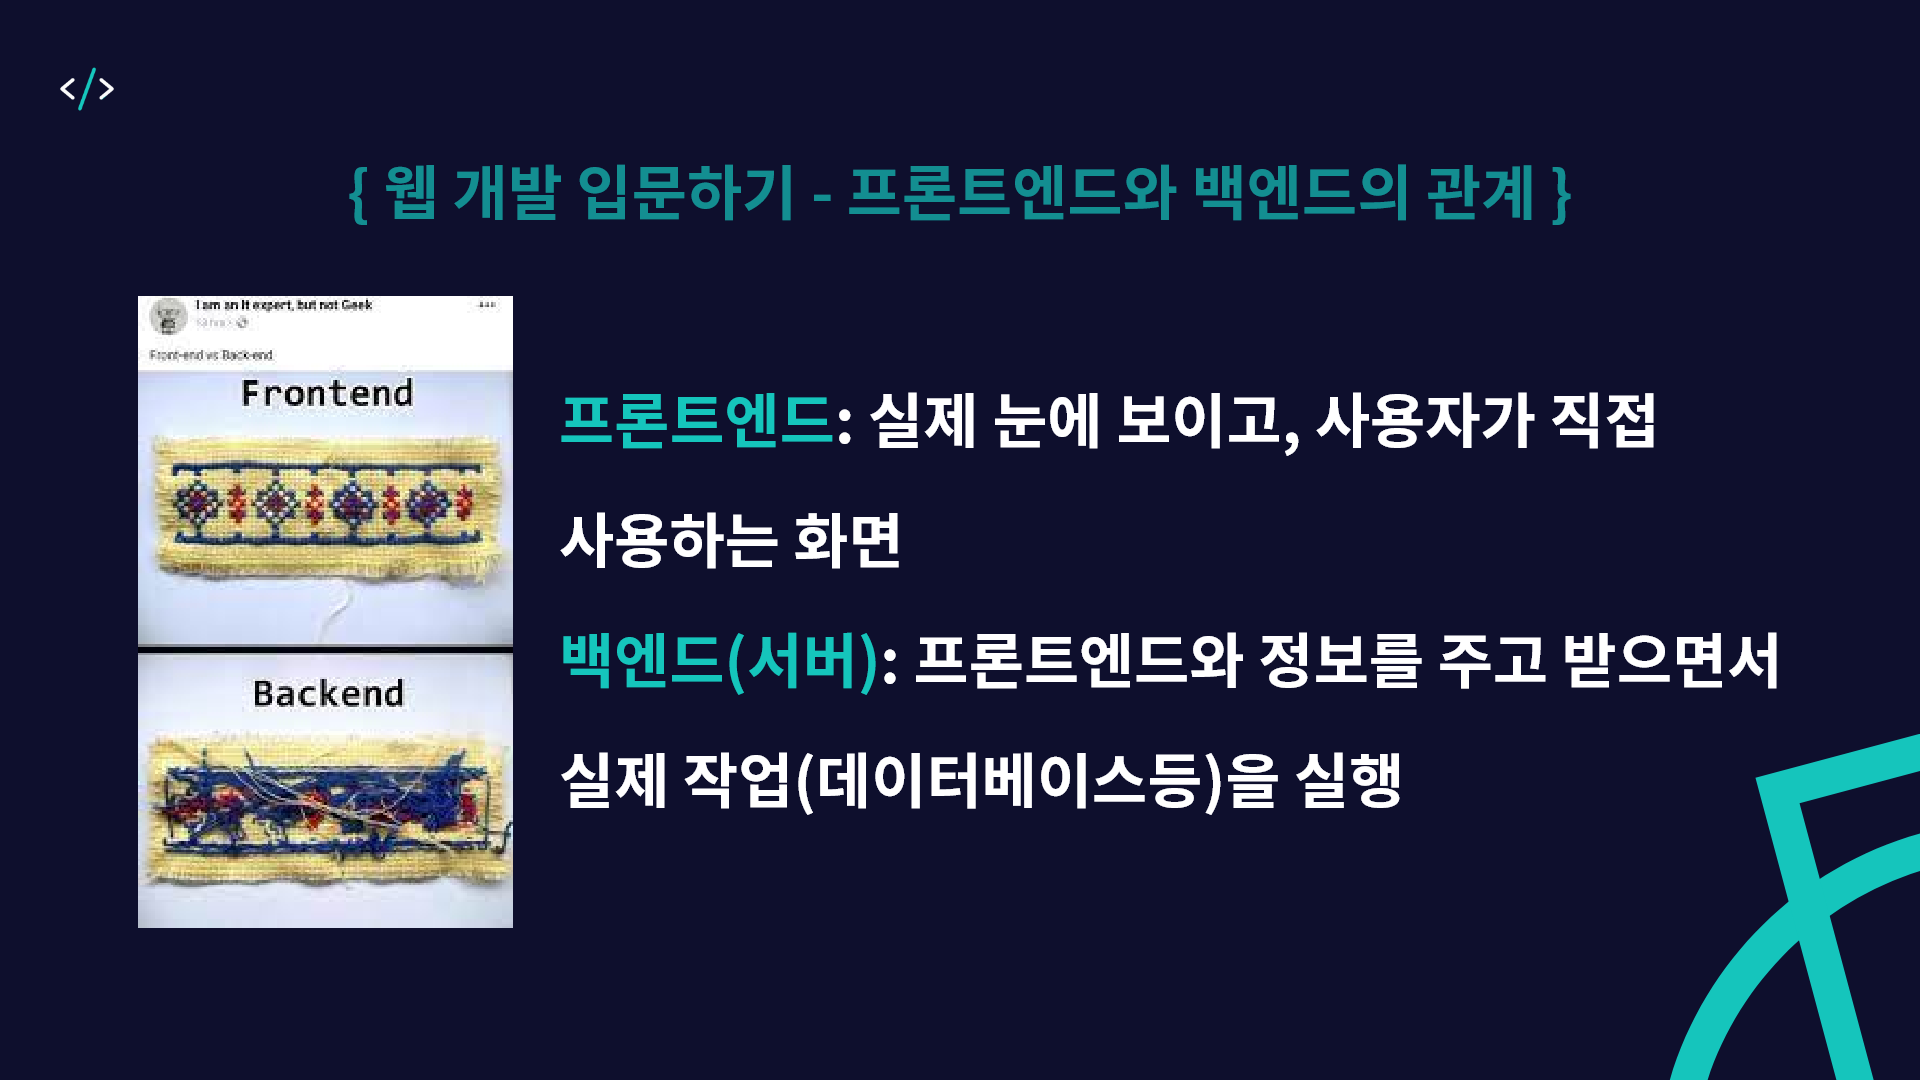 </>
{ 웹 개발 입문하기 - 프론트엔드와 백엔드의 관계 }
I am an It expert, but not Geek
Front-end vs Back-end
Frontend
Backend
프론트엔드: 실제 눈에 보이고, 사용자가 직접
사용하는 화면
백엔드(서버): 프론트엔드와 정보를 주고 받으면서
실제 작업(데이터베이스등)을 실행